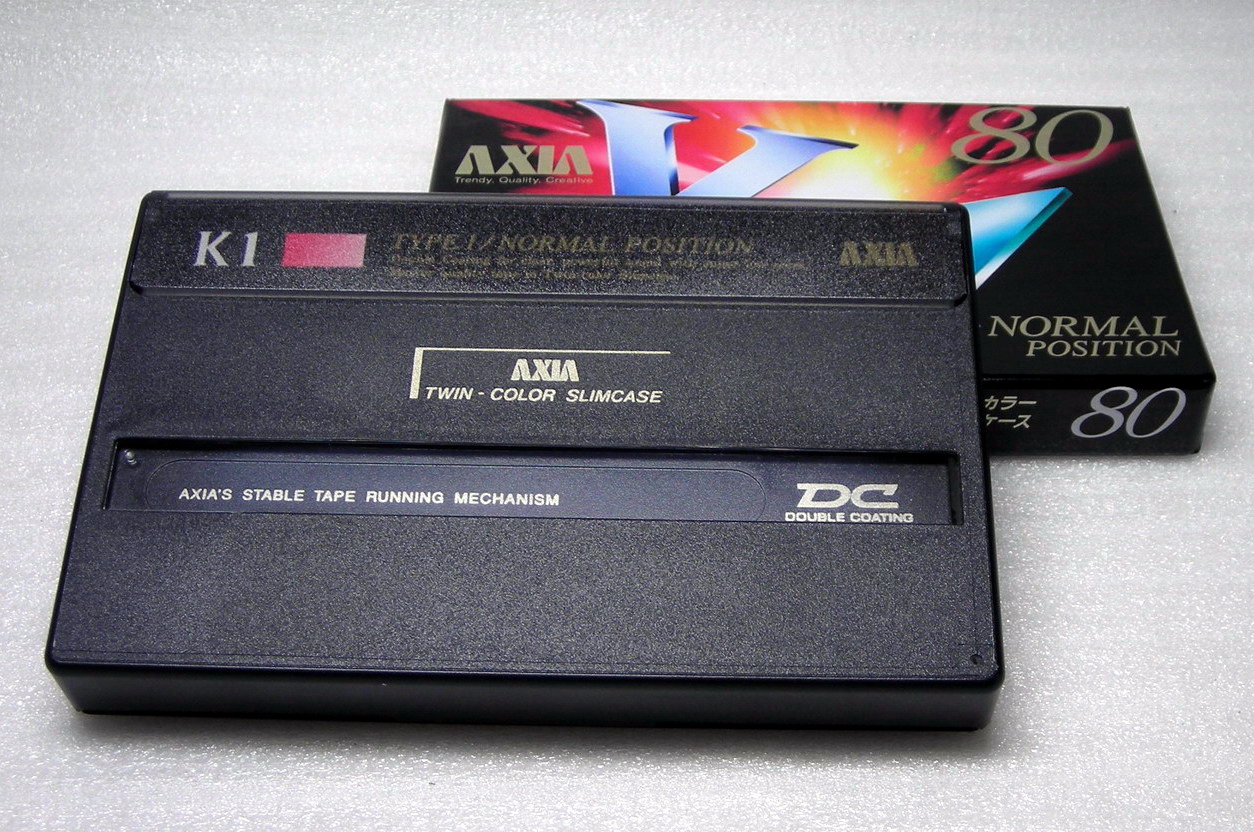 AXIA
Trendy. Quality. Creative
80
NORMAL
POSITION
カラー
ケース
80
K1
TYPE I / NORMAL POSITION
AXIA
AXIA
TWIN - COLOR SLIMCASE
AXIA'S STABLE TAPE RUNNING MECHANISM
DC
DOUBLE COATING